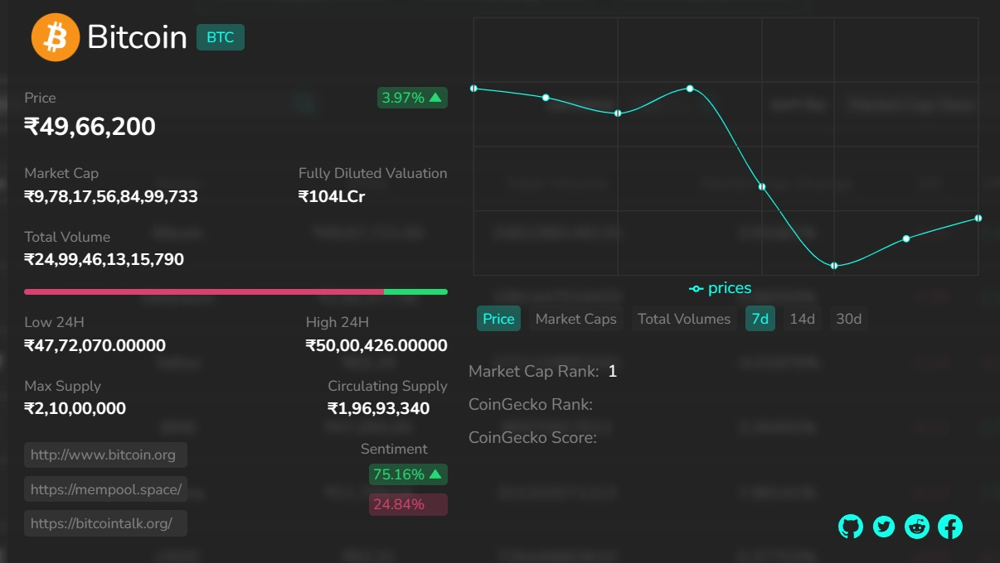 Bitcoin BTC
Price 3.97%
₹49,66,200
Market Cap Fully Diluted Valuation
₹9,78,17,56,84,99,733 ₹104LCr
Total Volume
₹24,99,46,13,15,790
Low 24H High 24H
₹47,72,070.00000 ₹50,00,426.00000
Max Supply Circulating Supply
₹2,10,00,000 ₹1,96,93,340
http://www.bitcoin.org
https://mempool.space/
https://bitcointalk.org/
Sentiment
75.16%
24.84%
prices
Price Market Caps Total Volumes 7d 14d 30d
Market Cap Rank: 1
CoinGecko Rank:
CoinGecko Score: